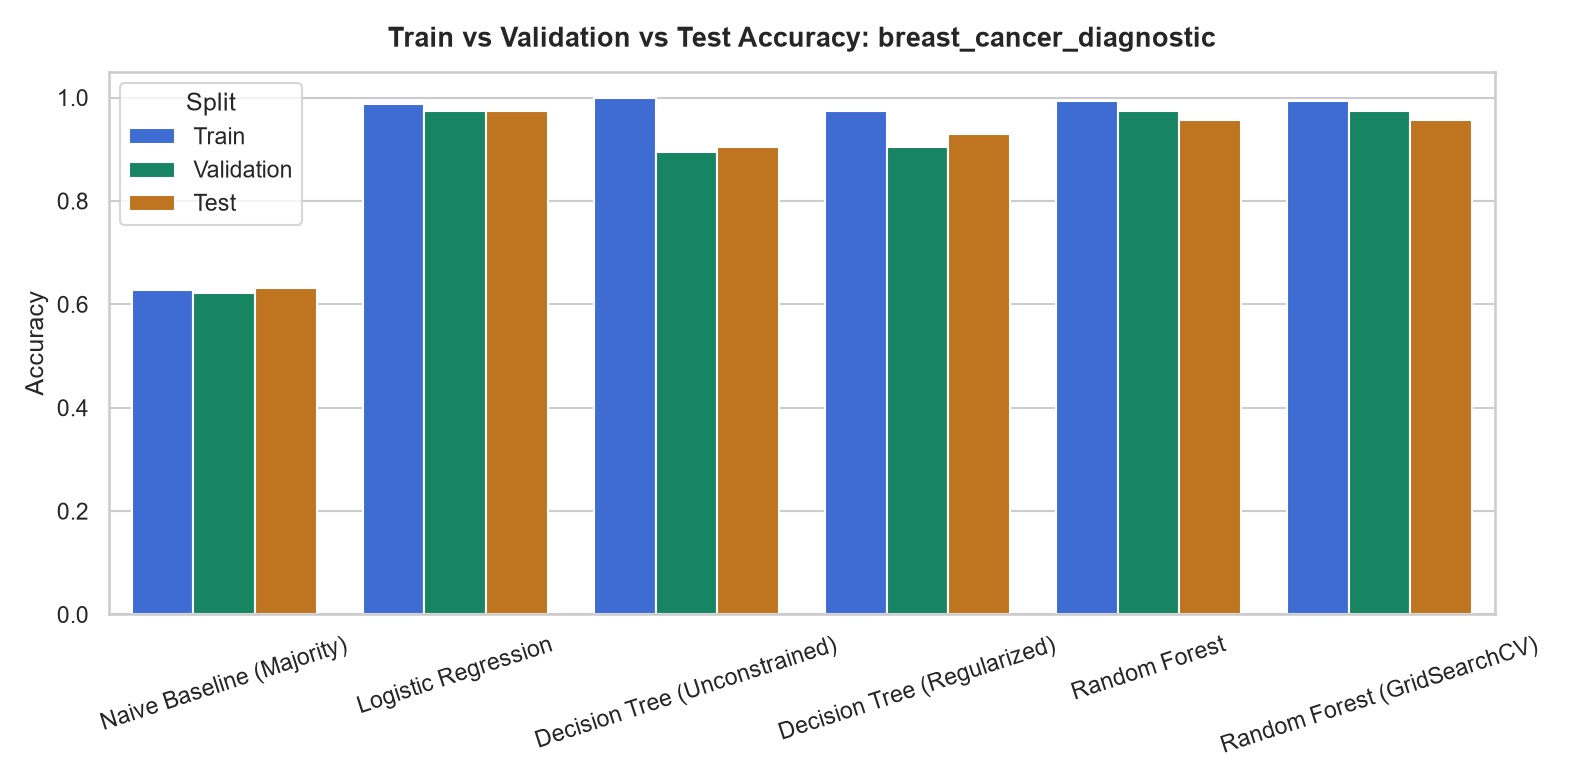 Train vs Validation vs Test Accuracy: breast_cancer_diagnostic
Split
Train
Validation
Test
Accuracy
1.0
0.8
0.6
0.4
0.2
0.0
Naive Baseline (Majority)
Logistic Regression
Decision Tree (Unconstrained)
Decision Tree (Regularized)
Random Forest
Random Forest (GridSearchCV)